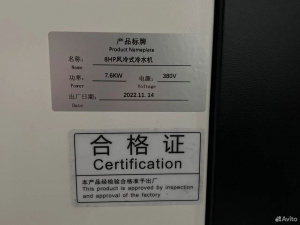 产品标牌
Product Nameplate
名称： 8HP风冷式冷水机
Name
功率： 7.6KW 电源： 380V
Power Voltage
出厂日期： 2022.11.14
Date
合格证
Certification
本产品经检验合格准予出厂
This product is approved by inspection
and approval of the factory
Avito